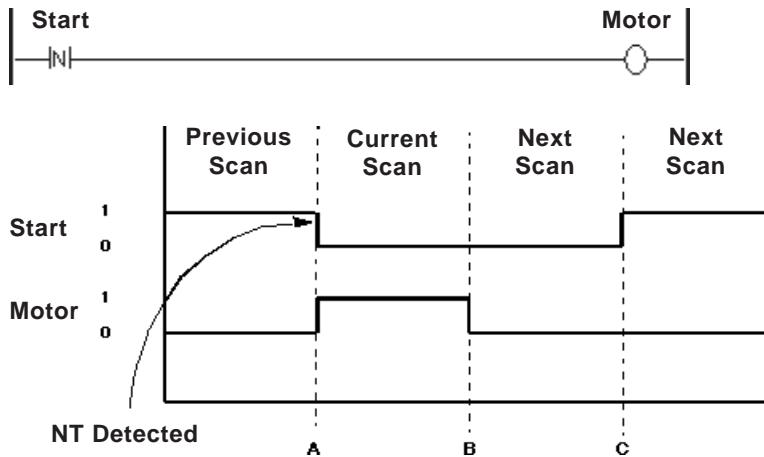 Start Motor
N
Previous Current Next Next
Scan Scan Scan Scan
1
Start
0
1
Motor
0
NT Detected
A B C